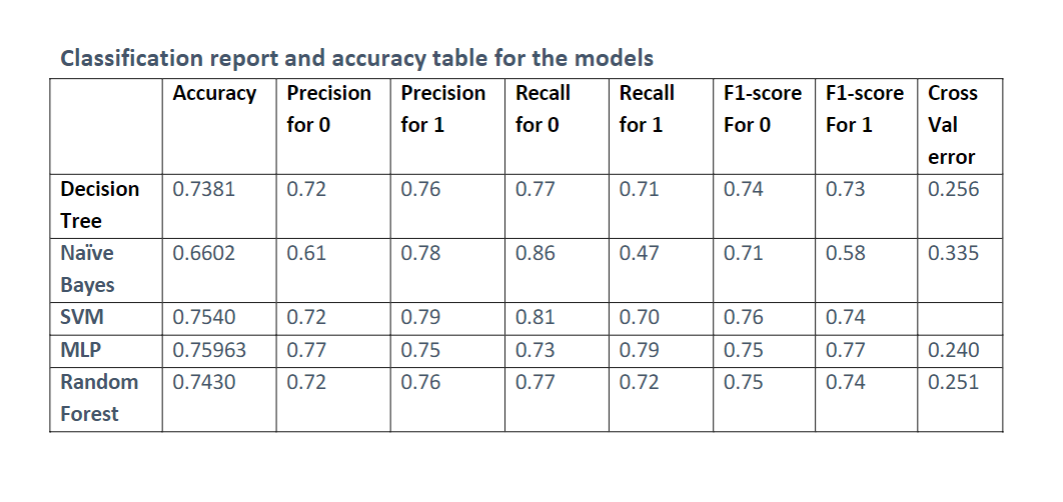 Classification report and accuracy table for the models
Accuracy Precision Precision Recall Recall F1-score F1-score Cross
for 0 for 1 for 0 for 1 For 0 For 1 Val
error
Decision 0.7381 0.72 0.76 0.77 0.71 0.74 0.73 0.256
Tree
Naïve 0.6602 0.61 0.78 0.86 0.47 0.71 0.58 0.335
Bayes
SVM 0.7540 0.72 0.79 0.81 0.70 0.76 0.74
MLP 0.75963 0.77 0.75 0.73 0.79 0.75 0.77 0.240
Random 0.7430 0.72 0.76 0.77 0.72 0.75 0.74 0.251
Forest